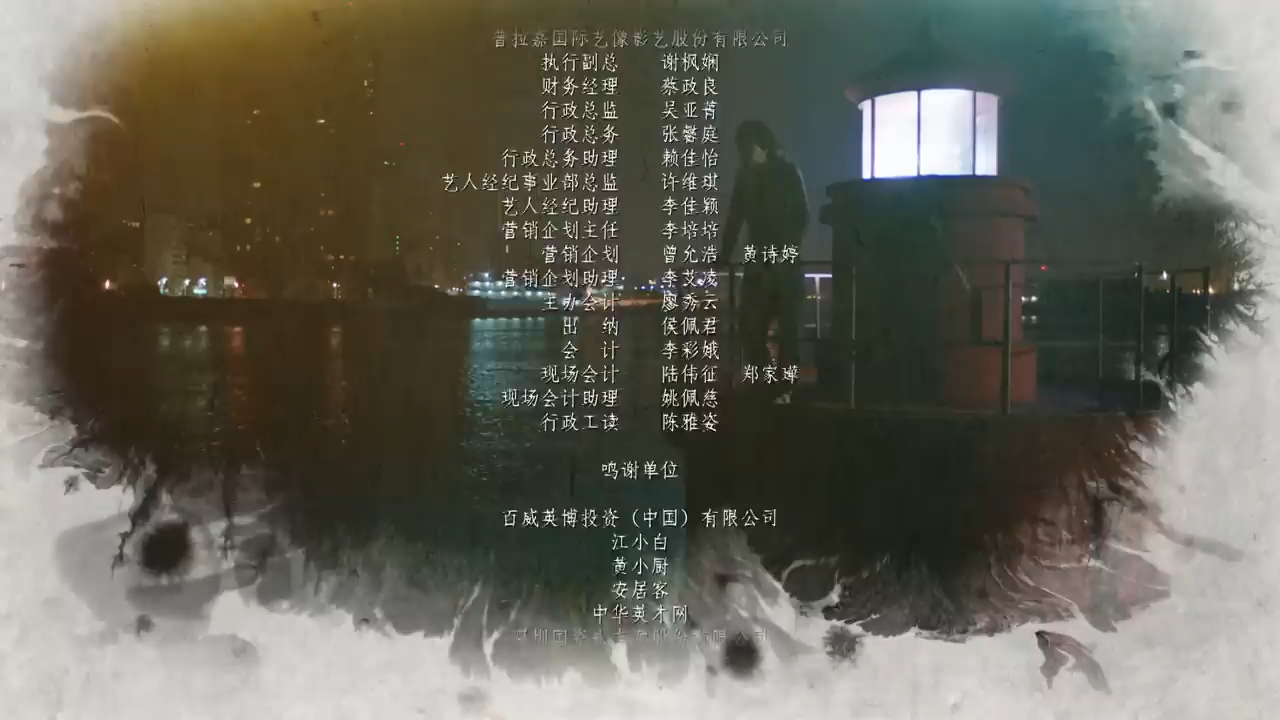 普拉嘉国际艺像影艺股份有限公司
执行副总 谢枫娴
财务经理 蔡政良
行政总监 吴亚菁
行政总务 张馨庭
行政总务助理 赖佳怡
艺人经纪事业部总监 许维琪
艺人经纪助理 李佳颖
营销企划主任 李培培
营销企划 曾允浩 黄诗婷
营销企划助理 李艾凌
主办会计 廖秀云
出 纳 侯佩君
会 计 李彩娥
现场会计 陆伟征 郑家瑋
现场会计助理 姚佩慈
行政工读 陈雅姿
鸣谢单位
百威英博投资（中国）有限公司
江小白
黄小厨
安居客
中华英才网